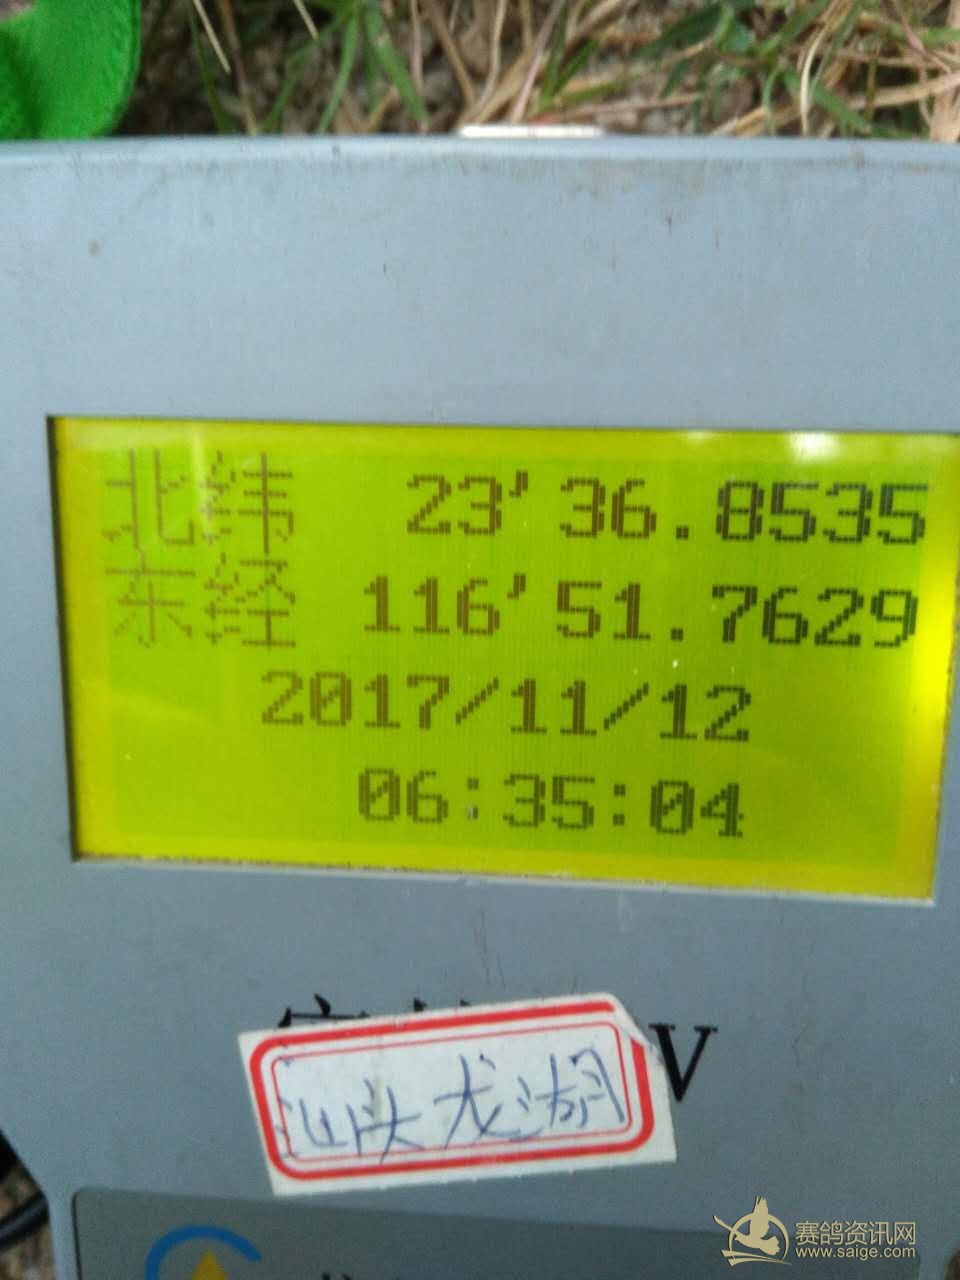 北纬 23'36.8535
东经 116'51.7629
2017/11/12
06:35:04
V
汕头龙湖
赛鸽资讯网
www.saige.com